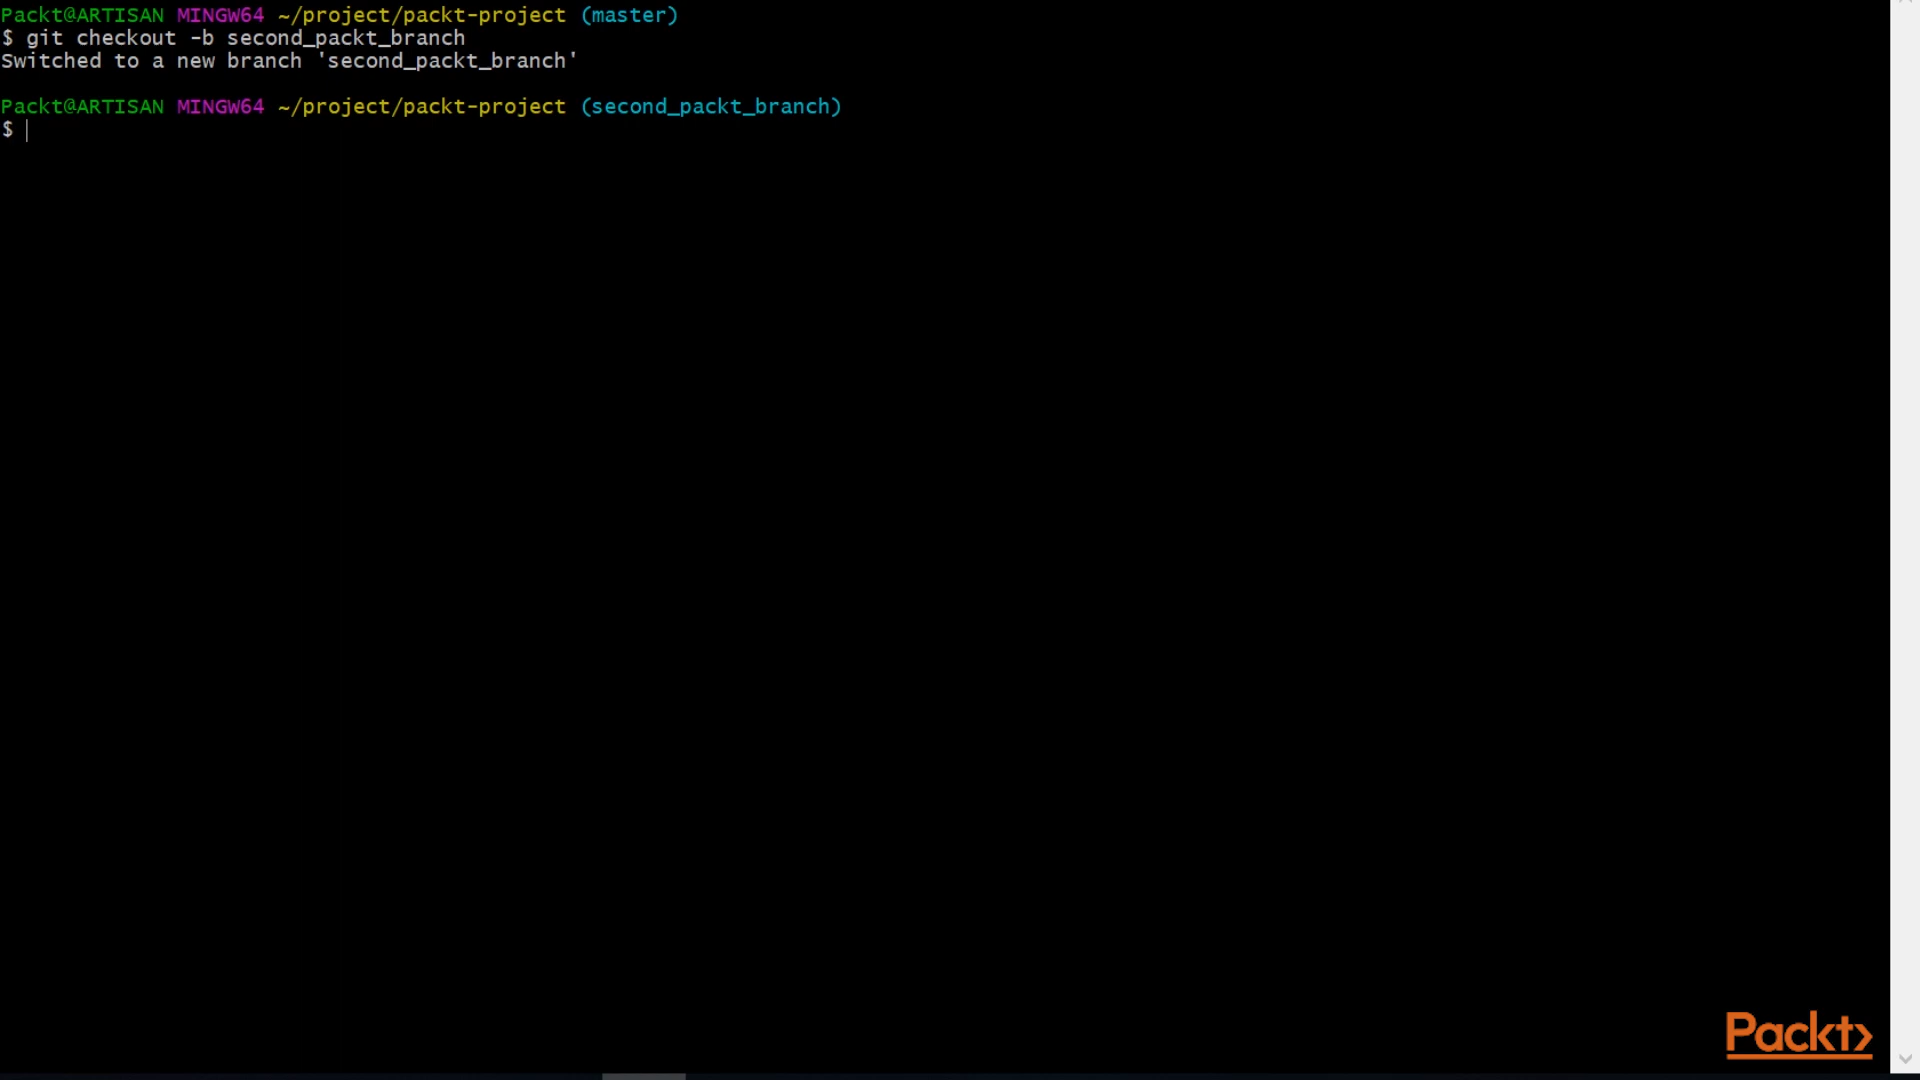 Packt@ARTISAN MINGW64 ~/project/packt-project (master)
$ git checkout -b second_packt_branch
Switched to a new branch 'second_packt_branch'
Packt@ARTISAN MINGW64 ~/project/packt-project (second_packt_branch)
$
Packt>